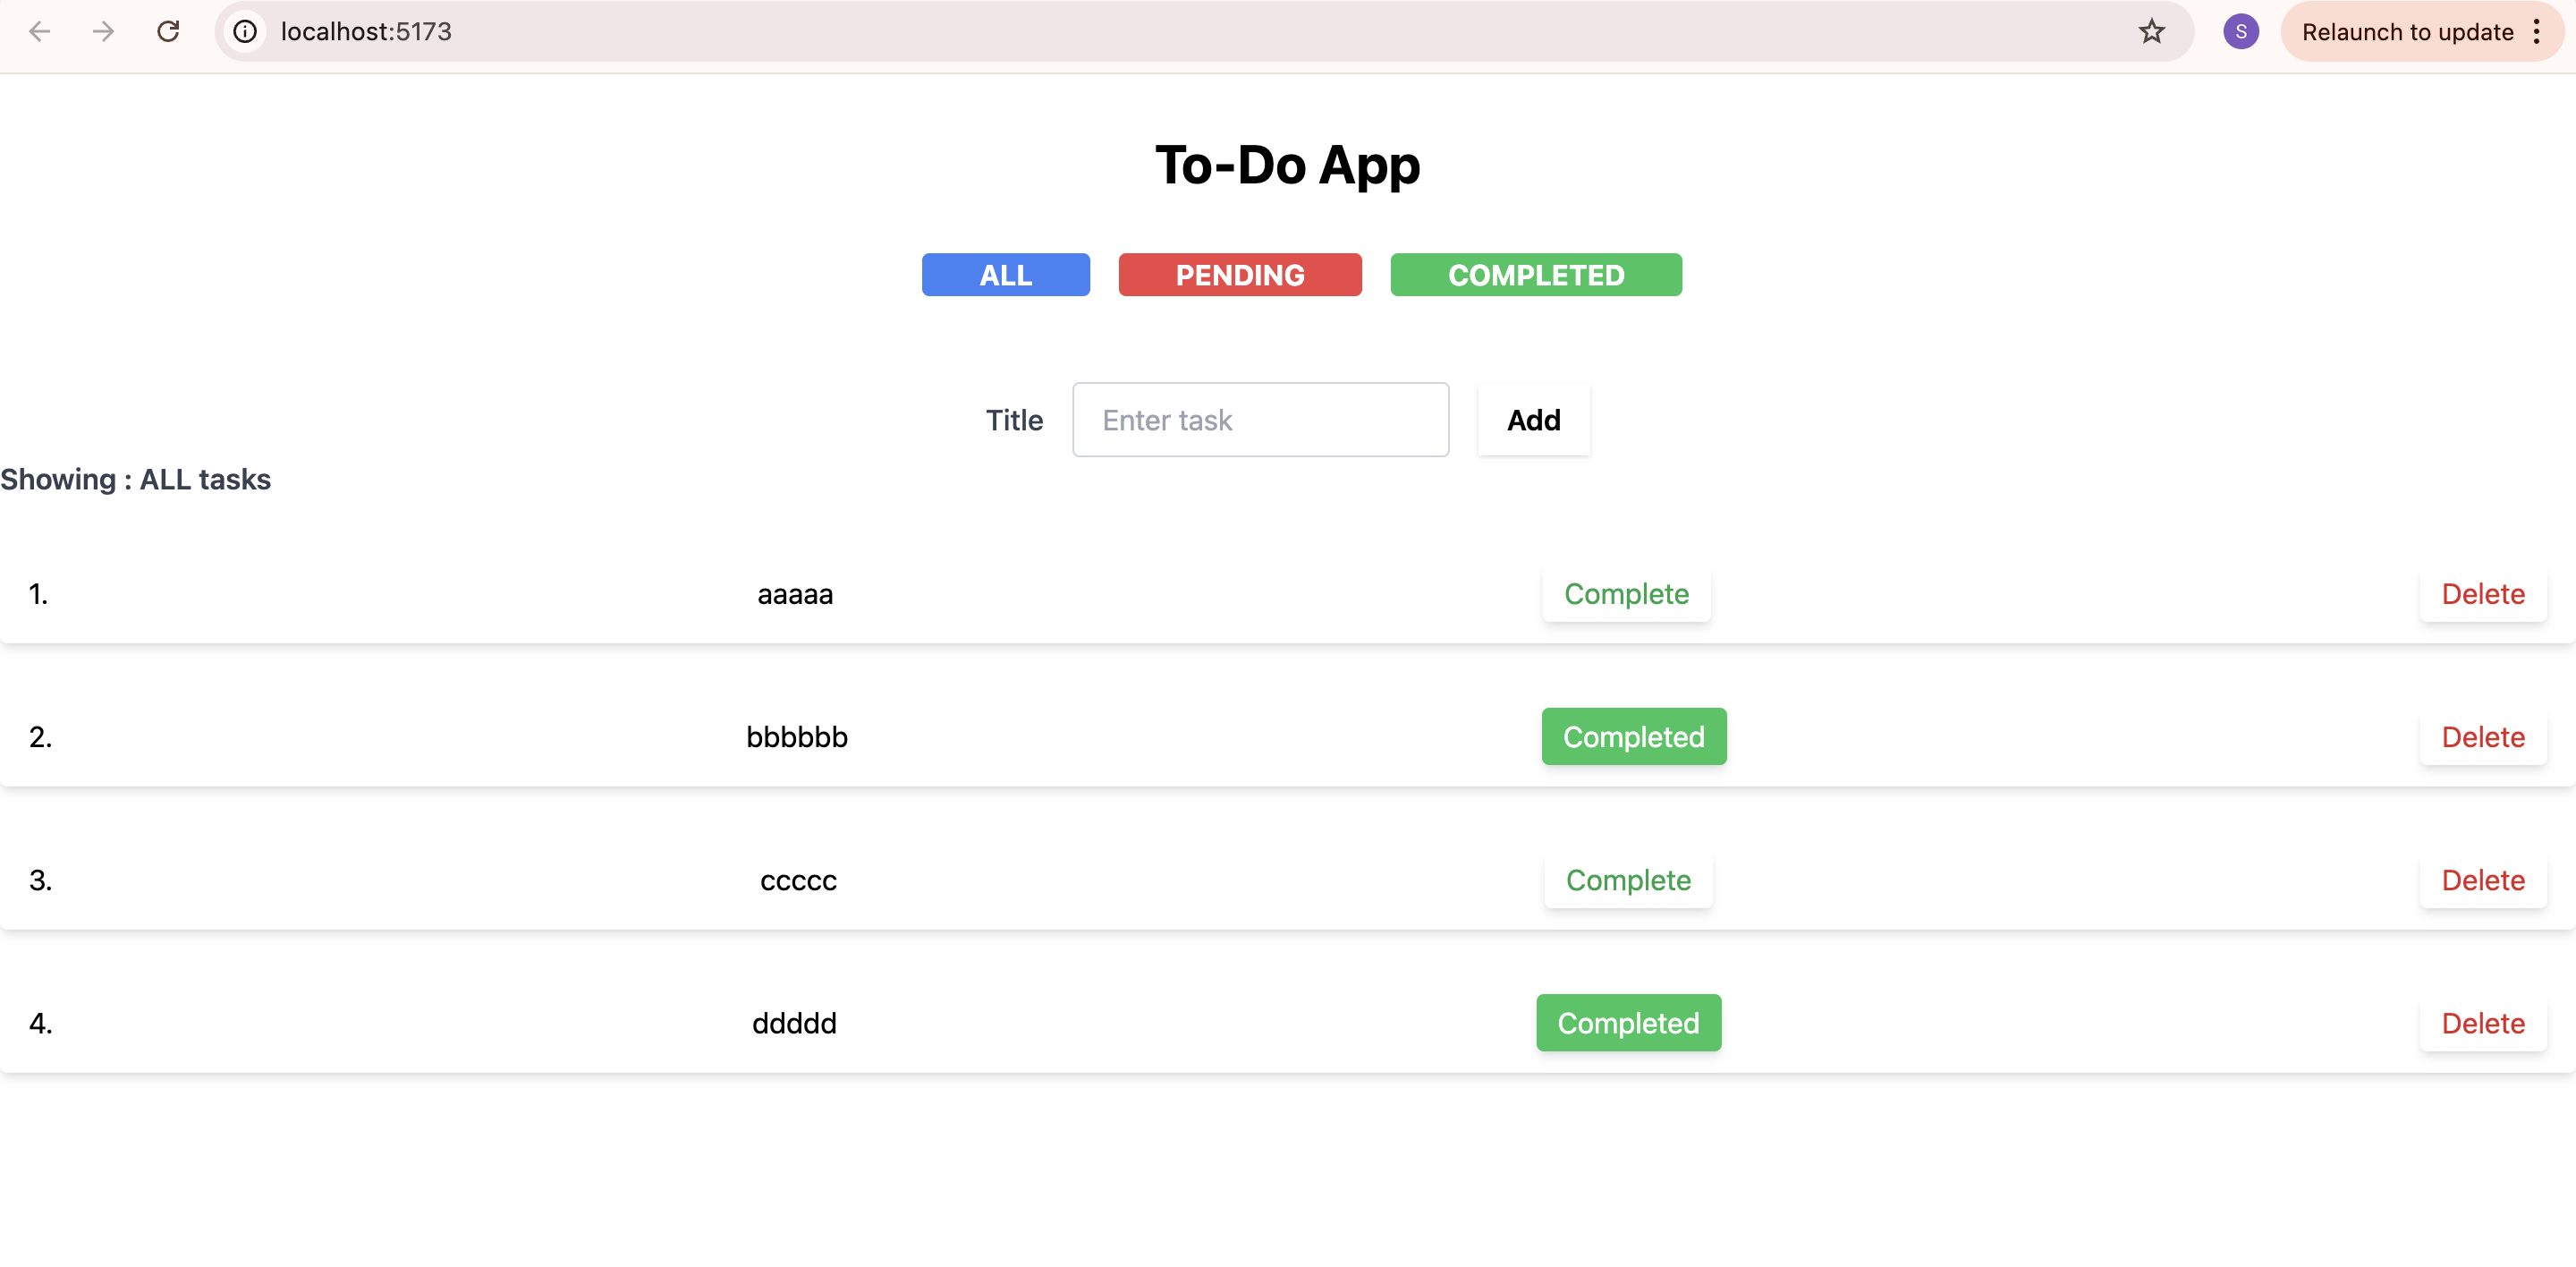 localhost:5173 S Relaunch to update
To-Do App
ALL PENDING COMPLETED
Title Enter task Add
Showing : ALL tasks
1. aaaaa Complete Delete
2. bbbbbb Completed Delete
3. ccccc Complete Delete
4. ddddd Completed Delete